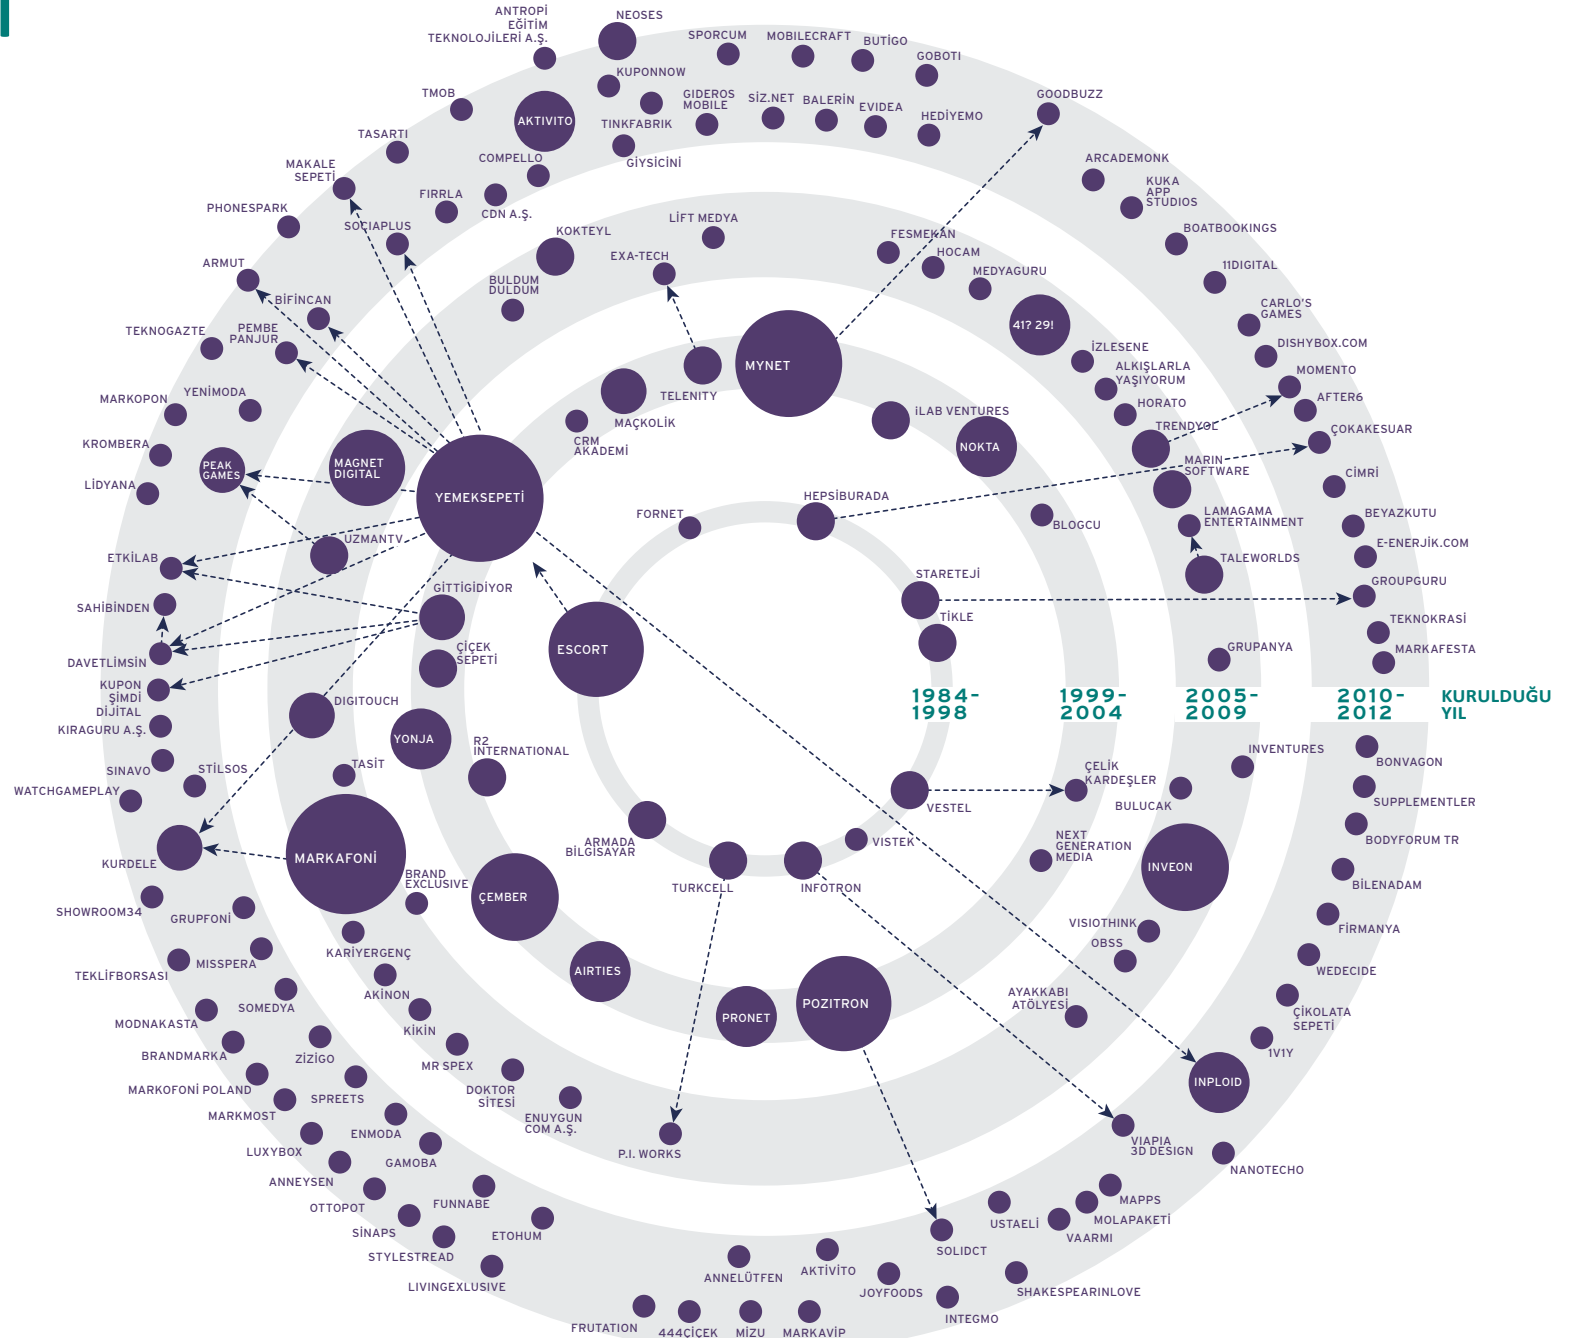 ANTROPİ
EĞİTİM
TEKNOLOJİLERİ A.Ş.
NEOSES
SPORCUM
MOBILECRAFT
BUTİGO
GOBOTI
KUPONNOW
TMOB
AKTIVITO
TINKFABRIK
GIDEROS
MOBILE
SİZ.NET
BALERİN
EVIDEA
HEDİYEMO
GOODBUZZ
TASARTI
GİYSİCİNİ
COMPELLO
MAKALE
SEPETİ
FIRRLA
CDN A.Ş.
ARCADEMONK
KUKA
APP
STUDIOS
PHONESPARK
SOCIAPLUS
KOKTEYL
LİFT MEDYA
FESMEKAN
HOCAM
BOATBOOKINGS
ARMUT
EXA-TECH
MEDYAGURU
11DIGITAL
BULDUM
DULDUM
BİFİNCAN
CARLO'S
GAMES
TEKNOGAZTE
PEMBE
PANJUR
41? 29!
İZLESENE
DISHYBOX.COM
MYNET
ALKIŞLARLA
YAŞIYORUM
MOMENTO
MARKOPON
YENİMODA
TELENITY
HORATO
AFTER6
MAÇKOLİK
iLAB VENTURES
TRENDYOL
ÇOKAKESUAR
KROMBERA
CRM
AKADEMİ
NOKTA
PEAK
GAMES
MAGNET
DIGITAL
MARIN
SOFTWARE
CİMRİ
LİDYANA
YEMEKSEPETİ
HEPSİBURADA
FORNET
BLOGCU
LAMAGAMA
ENTERTAINMENT
BEYAZKUTU
UZMANTV
E-ENERJİK.COM
ETKİLAB
TALEWORLDS
STARETEJİ
GROUPGURU
GİTTİGİDİYOR
SAHİBİNDEN
TİKLE
TEKNOKRASİ
ÇİÇEK
SEPETİ
ESCORT
GRUPANYA
MARKAFESTA
DAVETLİMSİN
KUPON
ŞİMDİ
DİJİTAL
DIGITOUCH
1984-
1998
1999-
2004
2005-
2009
2010-
2012
KURULDUĞU
YIL
KIRAGURU A.Ş.
YONJA
R2
INTERNATIONAL
INVENTURES
BONVAGON
SINAVO
STİLSOS
TASİT
ÇELİK
KARDEŞLER
WATCHGAMEPLAY
BULUCAK
SUPPLEMENTLER
VESTEL
VISTEK
ARMADA
BİLGİSAYAR
NEXT
GENERATION
MEDIA
BODYFORUM TR
KURDELE
MARKAFONİ
INVEON
BRAND
EXCLUSIVE
TURKCELL
INFOTRON
BİLENADAM
ÇEMBER
SHOWROOM34
GRUPFONİ
VISIOTHINK
FİRMANYA
OBSS
KARİYERGENÇ
MISSPERA
TEKLİFBORSASI
AIRTIES
WEDECIDE
AKİNON
AYAKKABI
ATÖLYESİ
SOMEDYA
POZITRON
PRONET
ÇİKOLATA
SEPETİ
MODNAKASTA
KİKİN
1V1Y
BRANDMARKA
ZİZİGO
MR SPEX
INPLOID
MARKOFONİ POLAND
SPREETS
DOKTOR
SİTESİ
MARKMOST
ENUYGUN
COM A.Ş.
ENMODA
VIAPIA
3D DESIGN
LUXYBOX
GAMOBA
P.I. WORKS
NANOTECHO
ANNEYSEN
OTTOPOT
FUNNABE
MAPPS
MOLAPAKETİ
USTAELİ
VAARMI
SİNAPS
ETOHUM
STYLESTREAD
SOLIDCT
ANNELÜTFEN
AKTİVİTO
LIVINGEXLUSIVE
JOYFOODS
SHAKESPEARINLOVE
INTEGMO
FRUTATION
444ÇİÇEK
MİZU
MARKAVİP